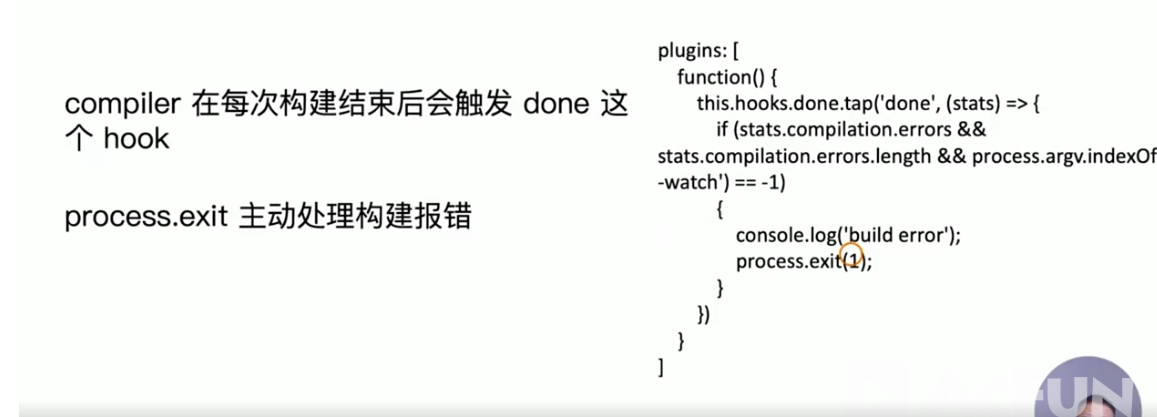 compiler 在每次构建结束后会触发 done 这
个 hook
process.exit 主动处理构建报错
plugins: [
function() {
this.hooks.done.tap('done', (stats) => {
if (stats.compilation.errors &&
stats.compilation.errors.length && process.argv.indexOf
-watch') == -1)
{
console.log('build error');
process.exit(1);
}
})
}
]